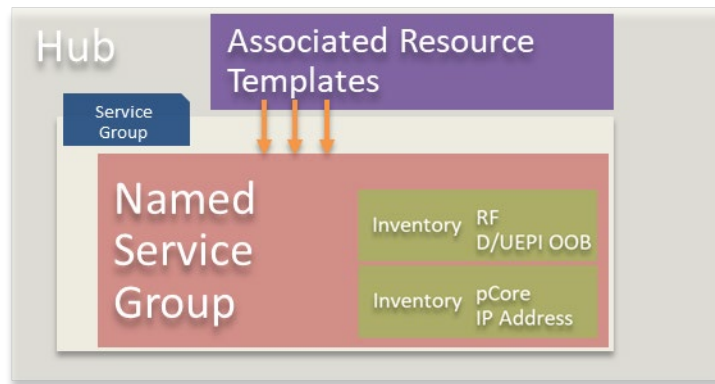 Hub
Associated Resource
Templates
Service
Group
Named
Service
Group
Inventory RF
D/UEPI OOB
Inventory pCore
IP Address